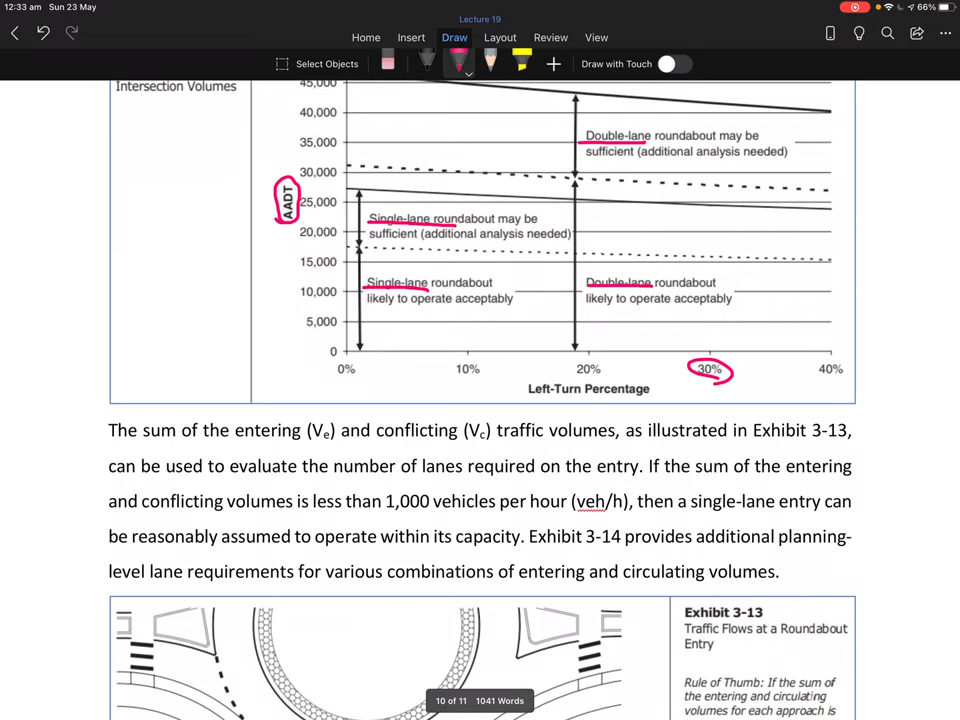 12:33 am Sun 23 May
66%
Lecture 19
Home Insert Draw Layout Review View
Select Objects
Draw with Touch
Intersection Volumes
45,000
40,000
35,000
30,000
25,000
20,000
15,000
10,000
5,000
0
AADT
Double-lane roundabout may be
sufficient (additional analysis needed)
Single-lane roundabout may be
sufficient (additional analysis needed)
Single-lane roundabout
likely to operate acceptably
Double-lane roundabout
likely to operate acceptably
0% 10% 20% 30% 40%
Left-Turn Percentage
The sum of the entering (Ve) and conflicting (Vc) traffic volumes, as illustrated in Exhibit 3-13,
can be used to evaluate the number of lanes required on the entry. If the sum of the entering
and conflicting volumes is less than 1,000 vehicles per hour (veh/h), then a single-lane entry can
be reasonably assumed to operate within its capacity. Exhibit 3-14 provides additional planning-
level lane requirements for various combinations of entering and circulating volumes.
Exhibit 3-13
Traffic Flows at a Roundabout
Entry
Rule of Thumb: If the sum of
the entering and circulating
volumes for each approach is
10 of 11 1041 Words